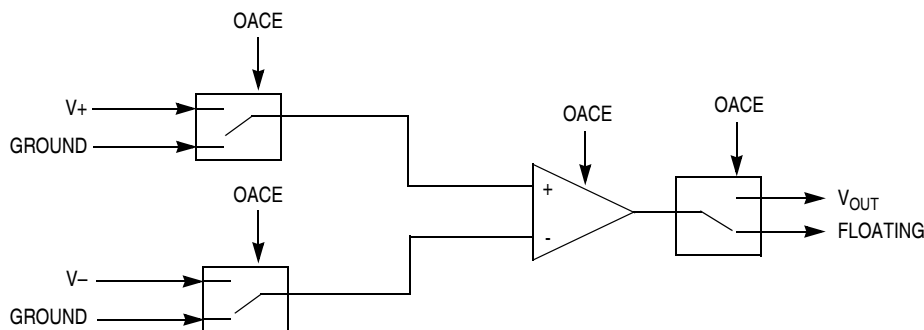 OACE
V+
GROUND
OACE
OACE
+
-
VOUT
FLOATING
OACE
V–
GROUND